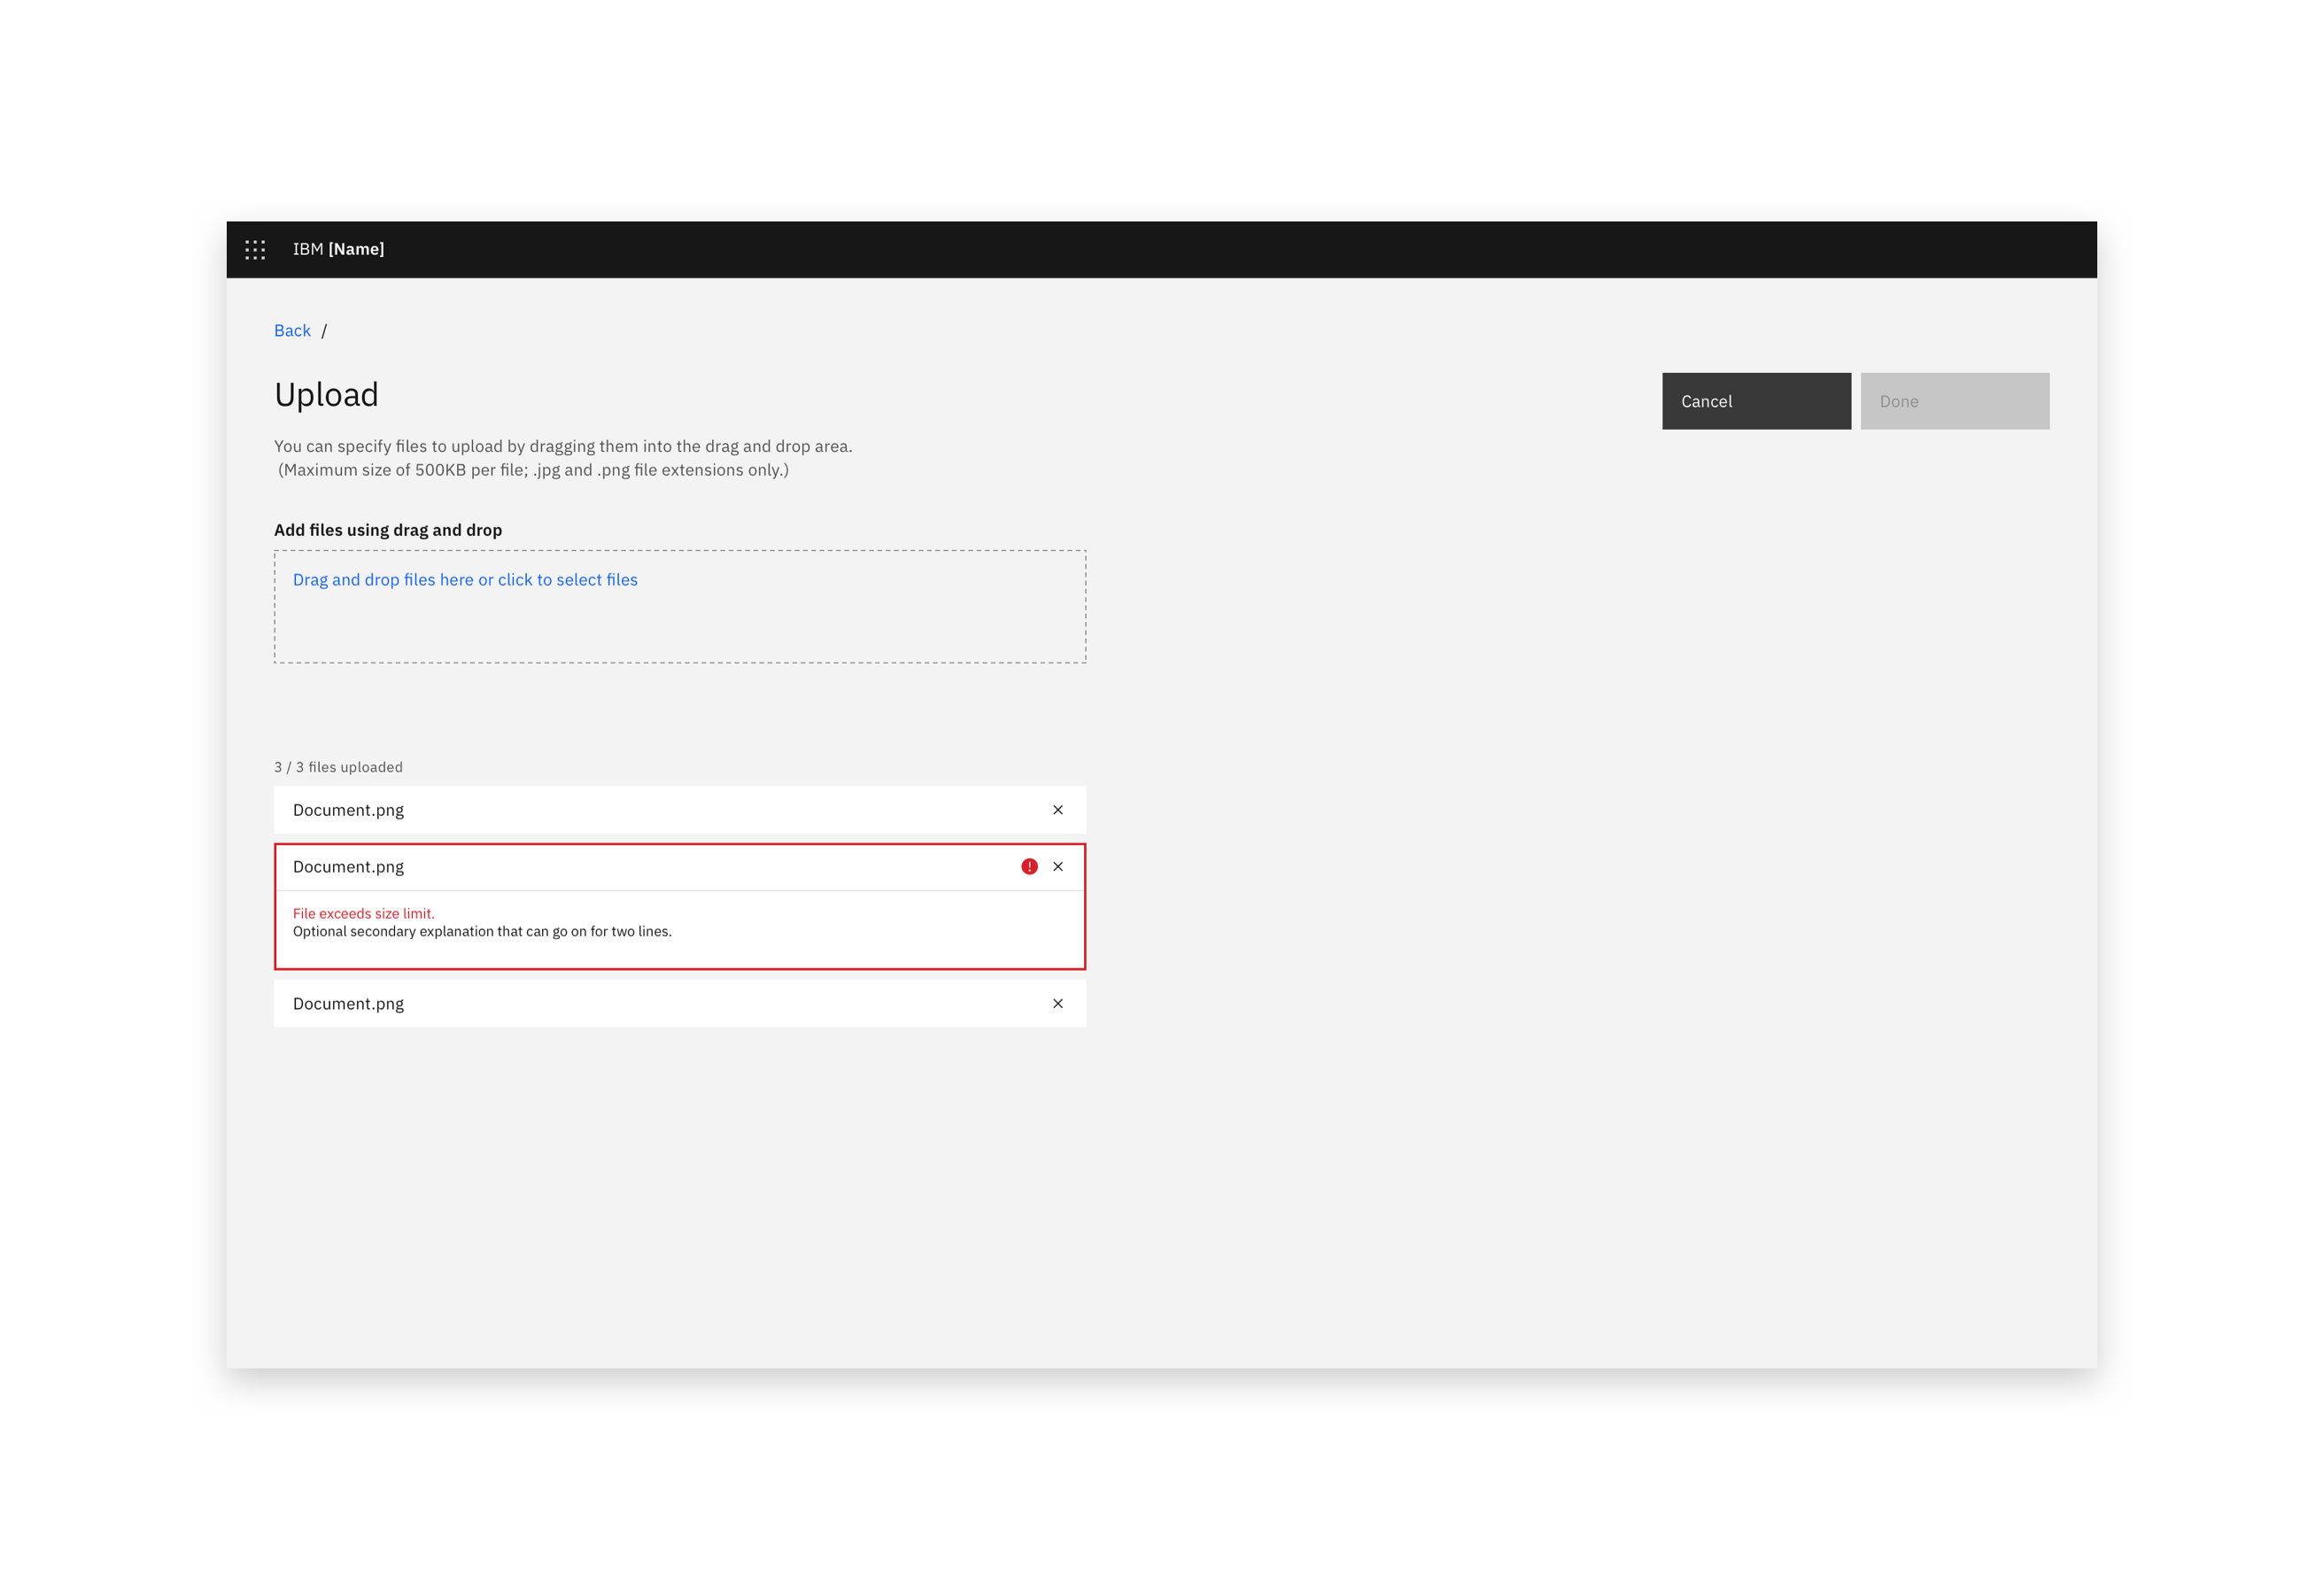 IBM [Name]
Back /
Upload
Cancel
Done
You can specify files to upload by dragging them into the drag and drop area.
(Maximum size of 500KB per file; .jpg and .png file extensions only.)
Add files using drag and drop
Drag and drop files here or click to select files
3 / 3 files uploaded
Document.png
Document.png
File exceeds size limit.
Optional secondary explanation that can go on for two lines.
Document.png